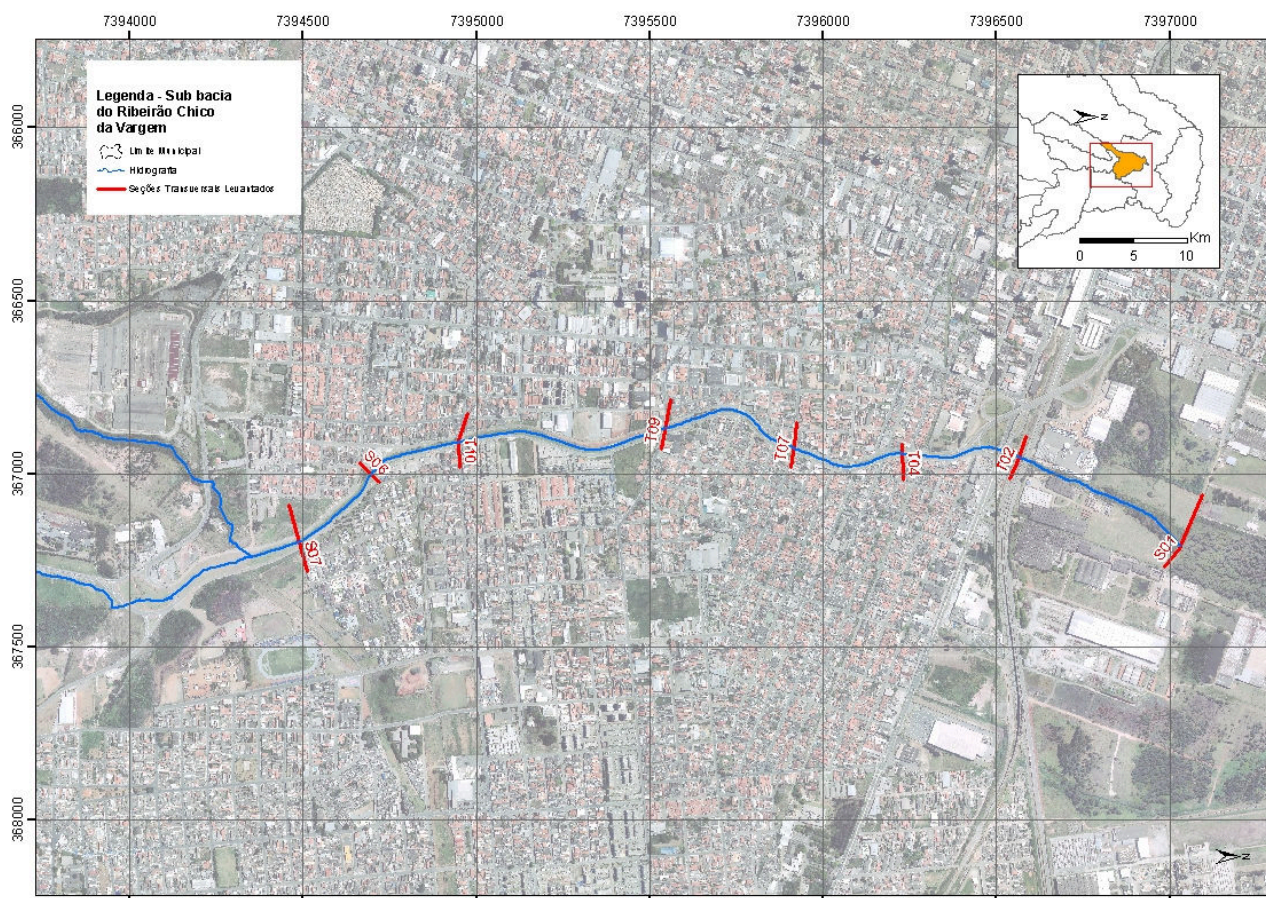 7394000 7394500 7395000 7395500 7396000 7396500 7397000
366000
366500
367000
367500
368000
Legenda - Sub bacia
do Ribeirão Chico
da Vargem
Limite Municipal
Hidrografia
Seções Transversais Levantados
z
Km
0 5 10
S07
S06
T10
T09
T07
T04
T02
S01
z